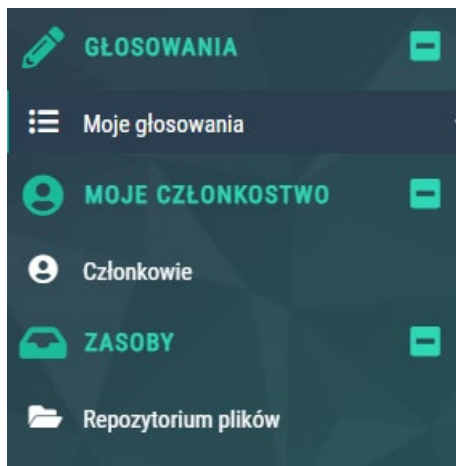 GŁOSOWANIA
Moje głosowania
MOJE CZŁONKOSTWO
Członkowie
ZASOBY
Repozytorium plików